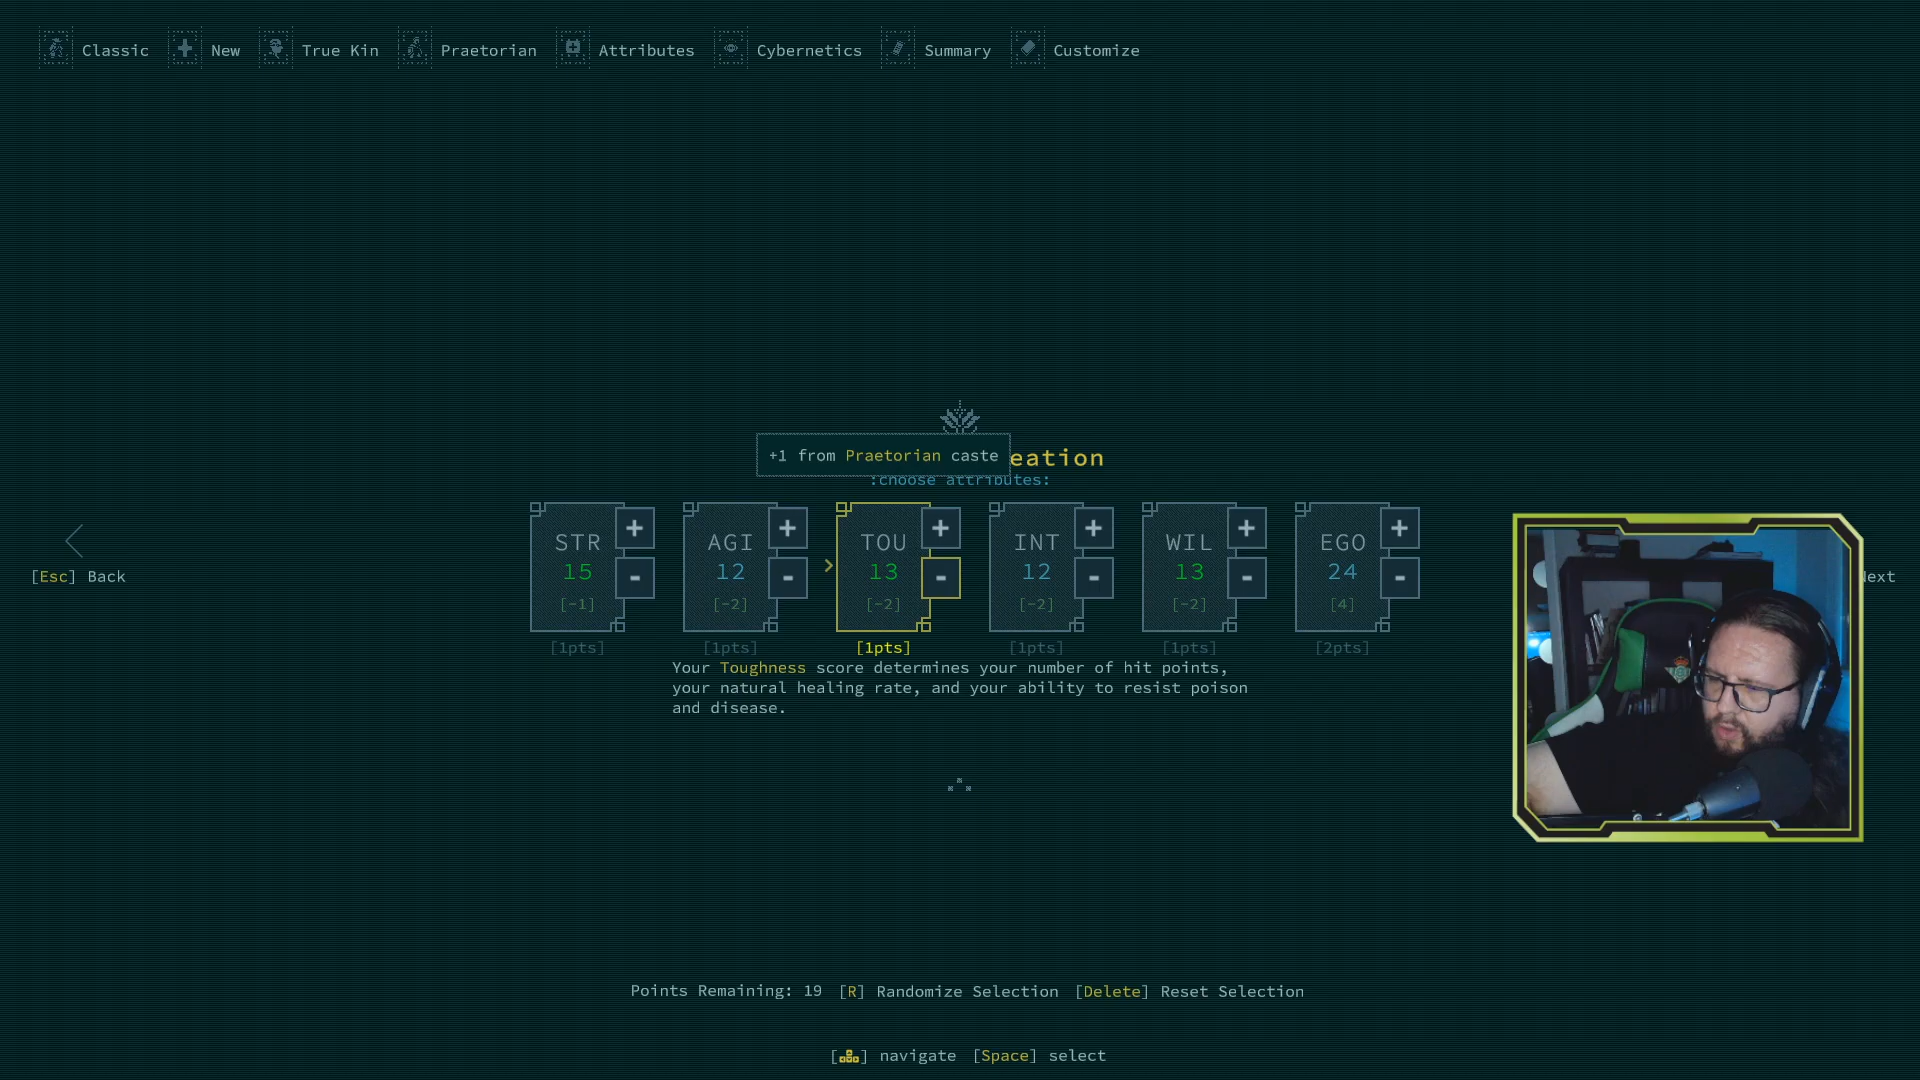 Classic New True Kin Praetorian Attributes Cybernetics Summary Customize
+1 from Praetorian caste
eation
:choose attributes:
STR + AGI + TOU + INT + WIL + EGO +
15 - 12 - > 13 - 12 - 13 - 24 -
[-1] [-2] [-2] [-2] [-2] [4]
[1pts] [1pts] [1pts] [1pts] [1pts] [2pts]
[Esc] Back
Next
Your Toughness score determines your number of hit points,
your natural healing rate, and your ability to resist poison
and disease.
Points Remaining: 19 [R] Randomize Selection [Delete] Reset Selection
navigate [Space] select